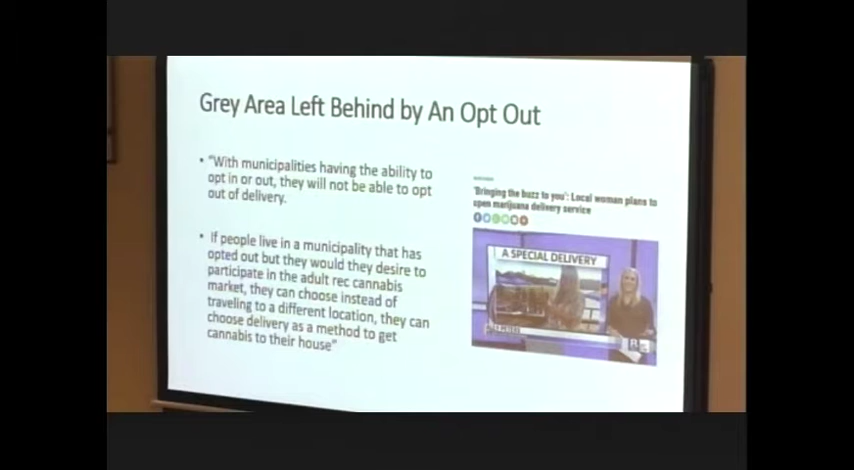 Grey Area Left Behind by An Opt Out
• "With municipalities having the ability to
opt in or out, they will not be able to opt
out of delivery.
• If people live in a municipality that has
opted out but they would they desire to
participate in the adult rec cannabis
market, they can choose instead of
traveling to a different location, they can
choose delivery as a method to get
cannabis to their house"
'Bringing the buzz to you': Local woman plans to
open marijuana delivery service
A SPECIAL DELIVERY